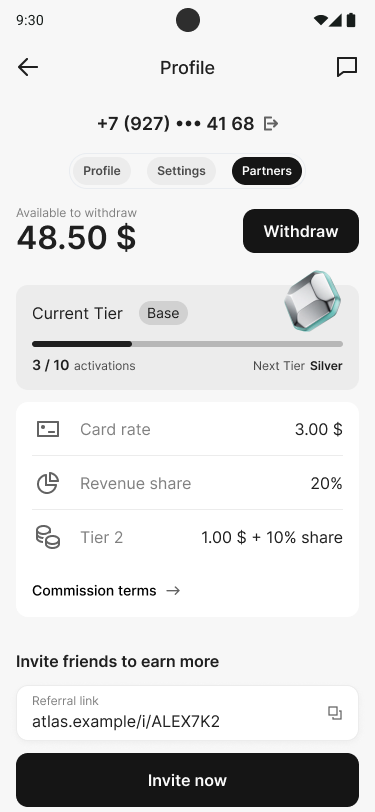 9:30
Profile
+7 (927) ••• 41 68
Profile Settings Partners
Available to withdraw
48.50 $
Withdraw
Current Tier Base
3 / 10 activations Next Tier Silver
Card rate 3.00 $
Revenue share 20%
Tier 2 1.00 $ + 10% share
Commission terms →
Invite friends to earn more
Referral link
atlas.example/i/ALEX7K2
Invite now